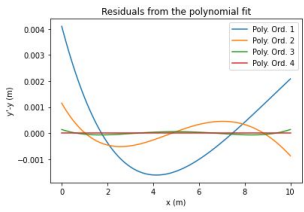 Residuals from the polynomial fit
Poly. Ord. 1
Poly. Ord. 2
Poly. Ord. 3
Poly. Ord. 4
y'-y (m)
0.004
0.003
0.002
0.001
0.000
−0.001
0 2 4 6 8 10
x (m)